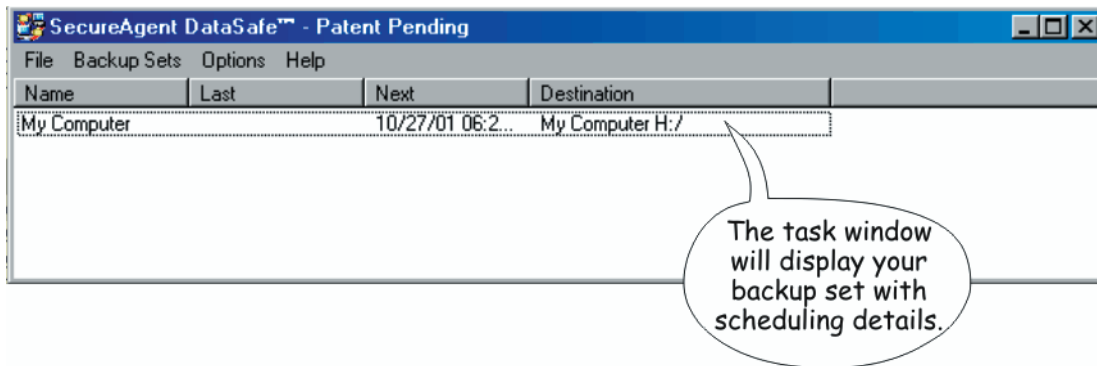 SecureAgent DataSafe™ - Patent Pending
File Backup Sets Options Help
Name Last Next Destination
My Computer 10/27/01 06:2... My Computer H:/
The task window
will display your
backup set with
scheduling details.